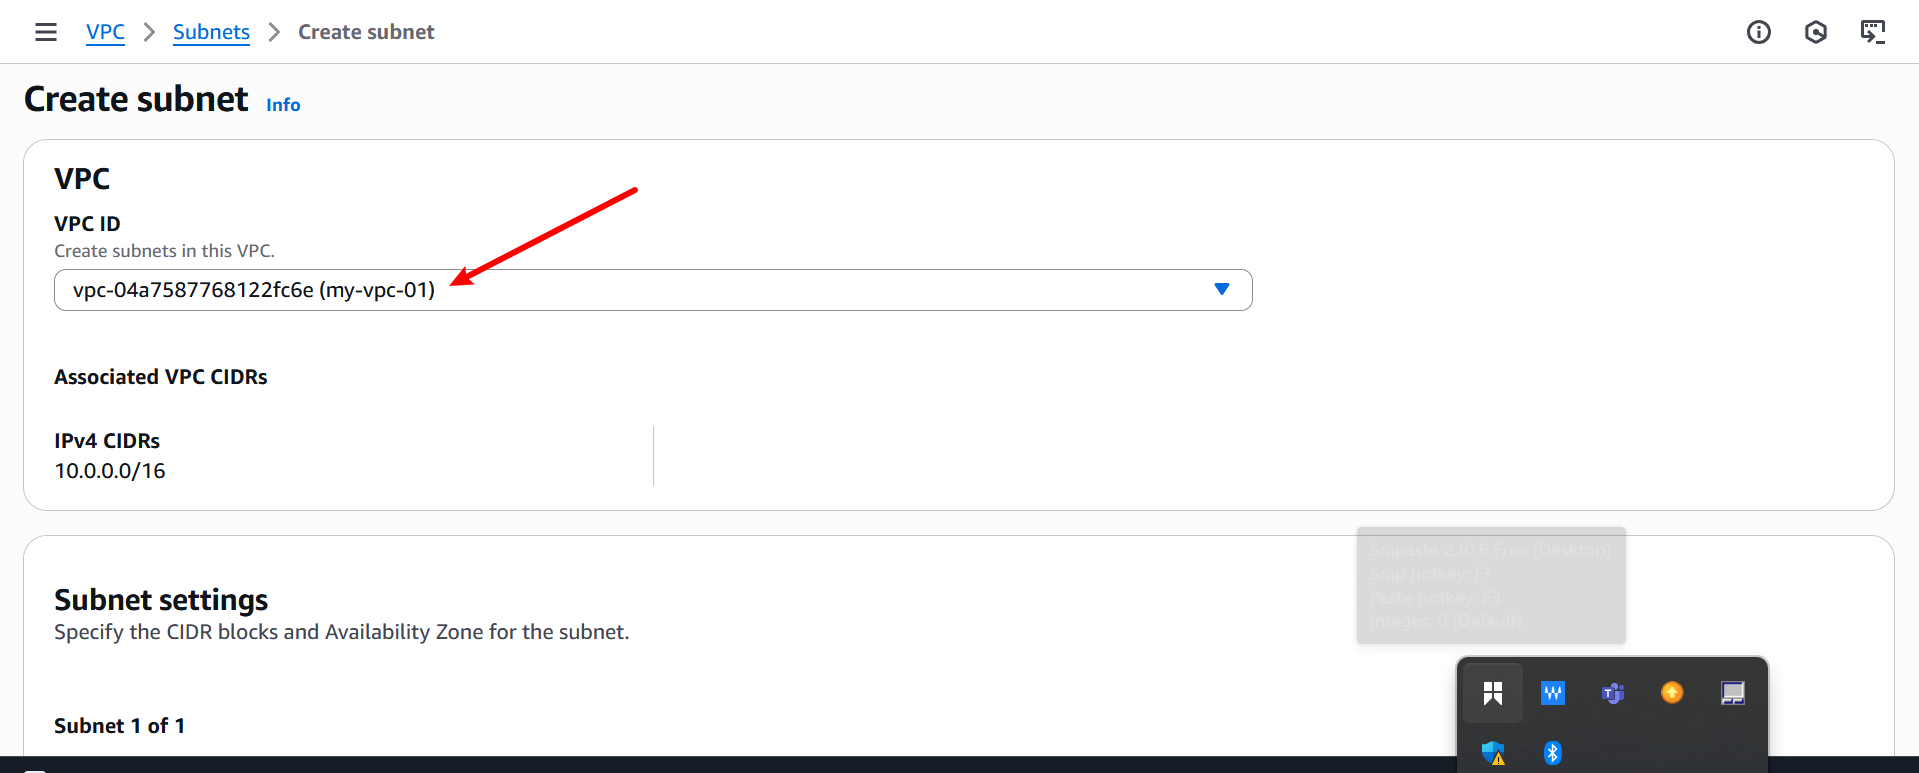 VPC > Subnets > Create subnet
Create subnet Info
VPC
VPC ID
Create subnets in this VPC.
vpc-04a7587768122fc6e (my-vpc-01)
Associated VPC CIDRs
IPv4 CIDRs
10.0.0.0/16
Snipaste 2.10.6 Free (Desktop)
Snip hotkey: F1
Paste hotkey: F3
Images: 0 [Default]
Subnet settings
Specify the CIDR blocks and Availability Zone for the subnet.
Subnet 1 of 1